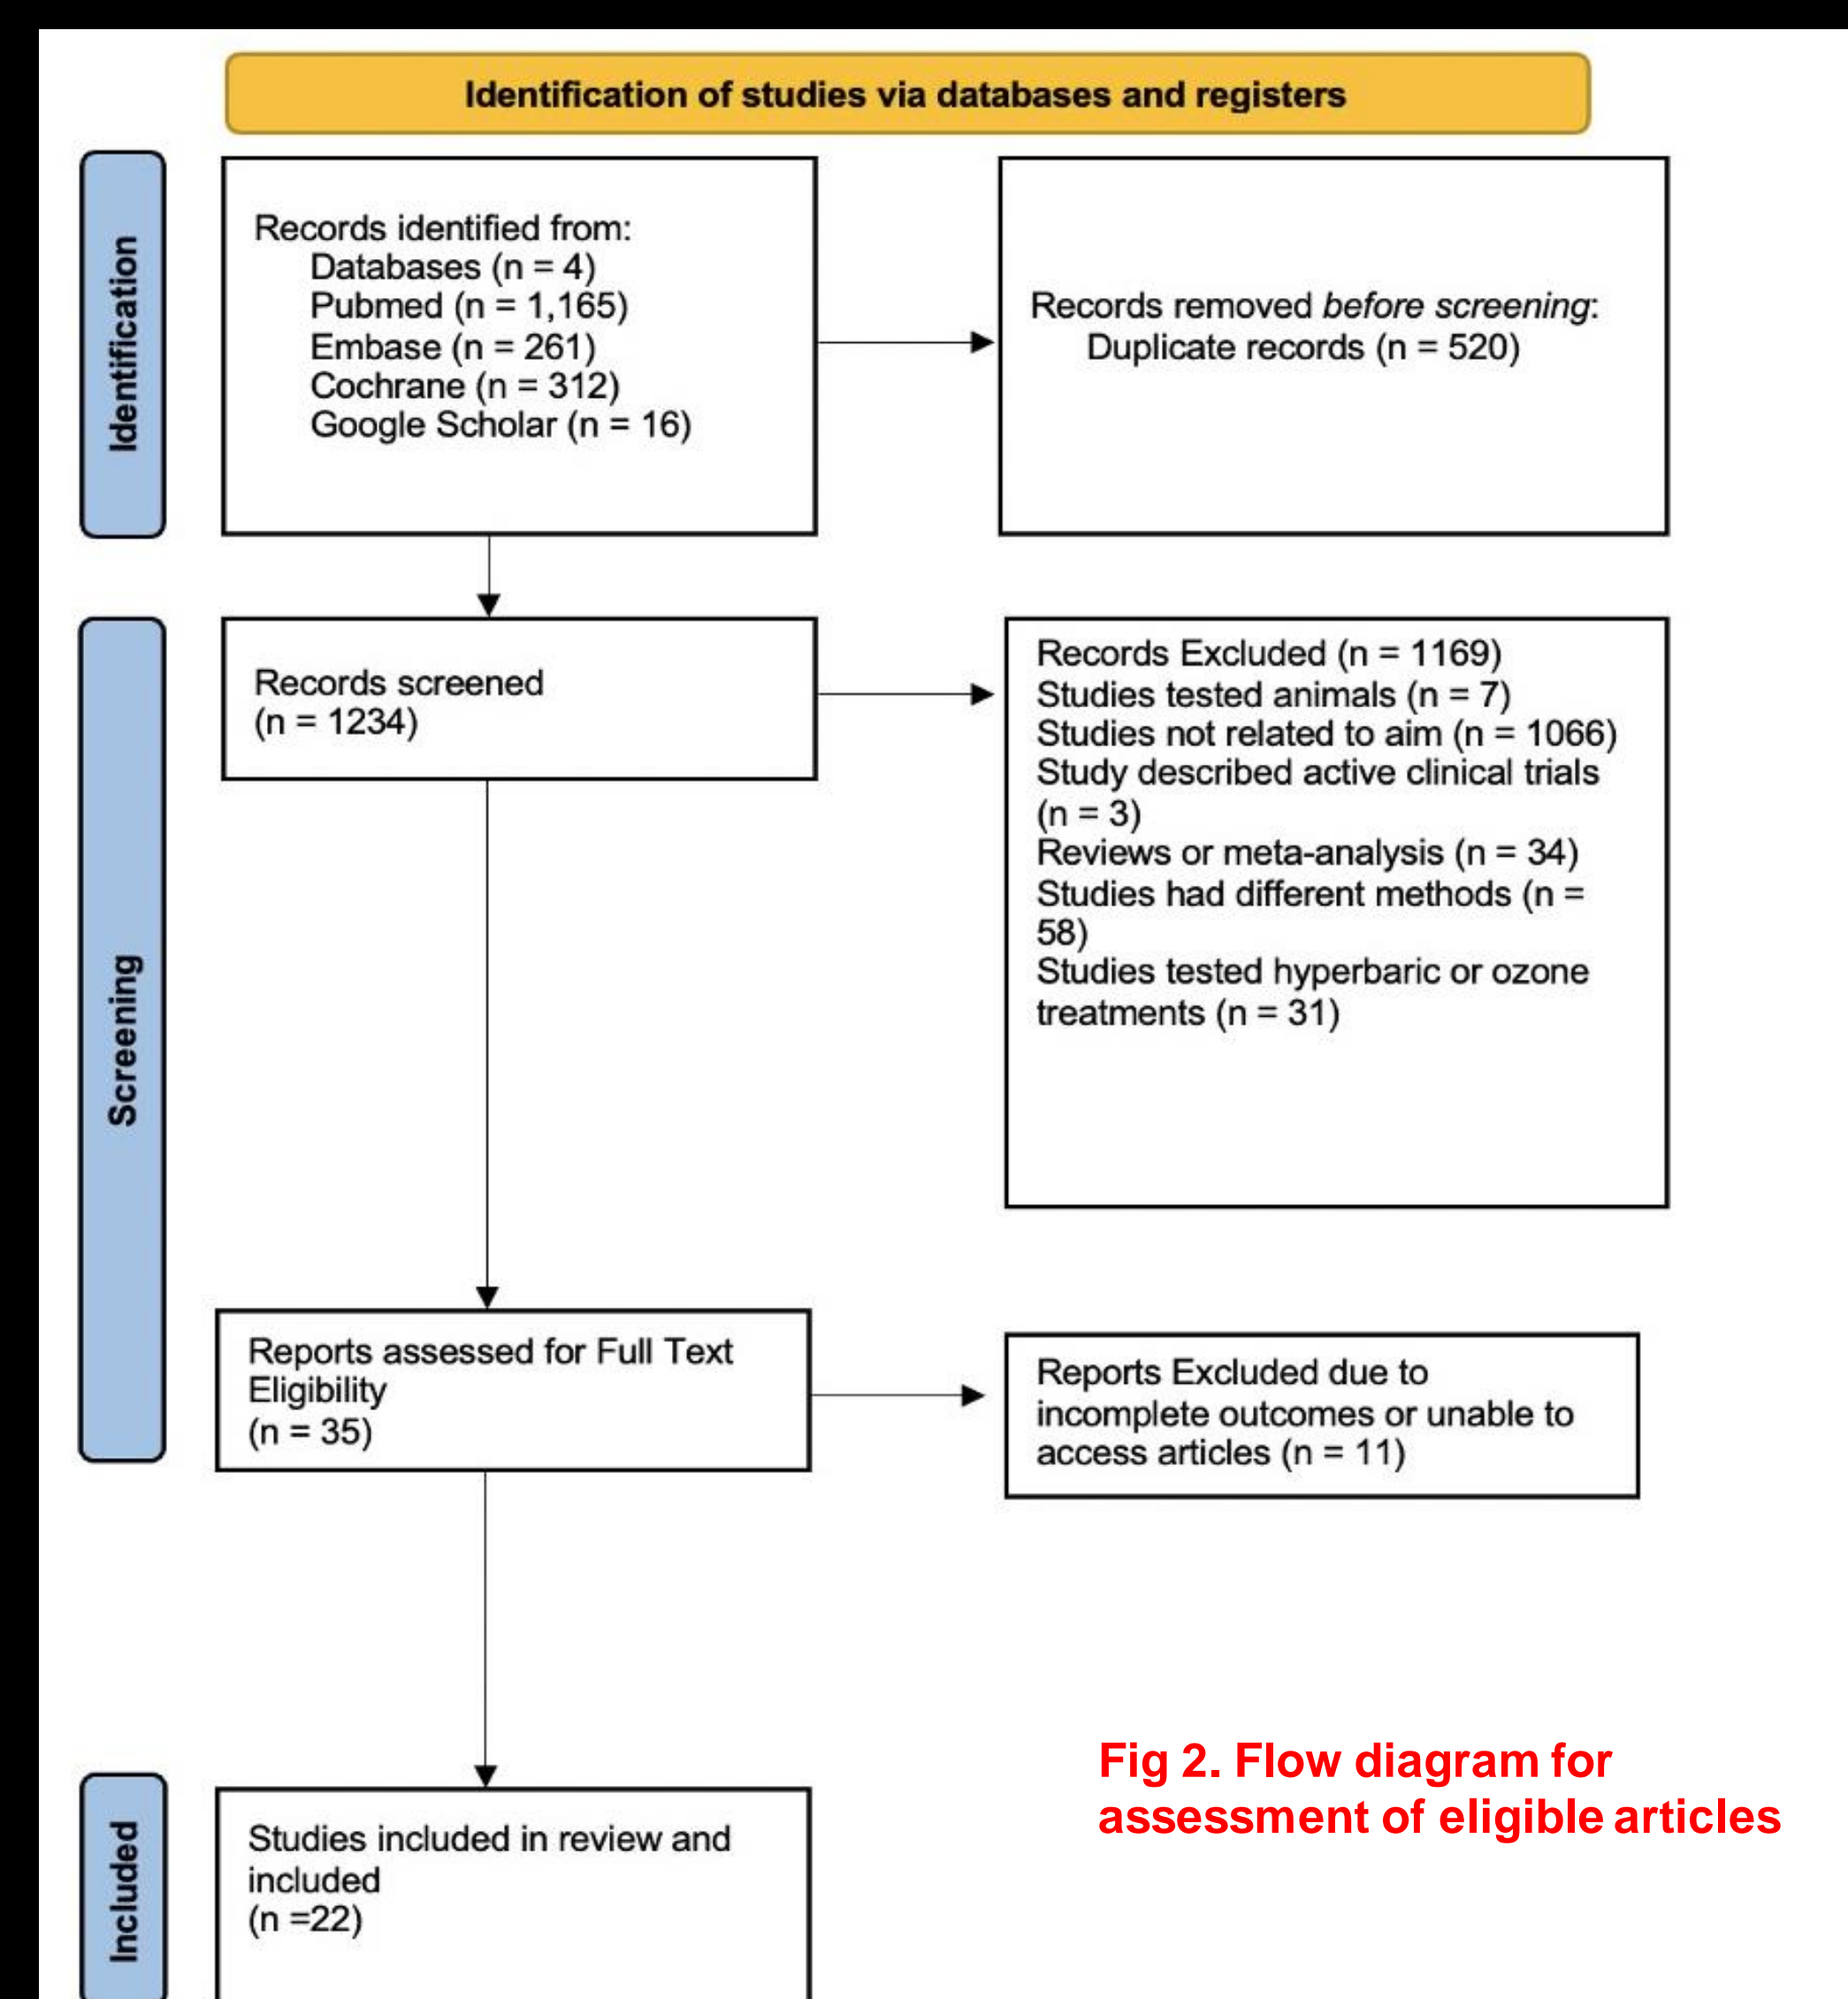 Identification of studies via databases and registers
Identification
Records identified from:
Databases (n = 4)
Pubmed (n = 1,165)
Embase (n = 261)
Cochrane (n = 312)
Google Scholar (n = 16)
Records removed before screening:
Duplicate records (n = 520)
Screening
Records screened
(n = 1234)
Records Excluded (n = 1169)
Studies tested animals (n = 7)
Studies not related to aim (n = 1066)
Study described active clinical trials
(n = 3)
Reviews or meta-analysis (n = 34)
Studies had different methods (n =
58)
Studies tested hyperbaric or ozone
treatments (n = 31)
Reports assessed for Full Text
Eligibility
(n = 35)
Reports Excluded due to
incomplete outcomes or unable to
access articles (n = 11)
Included
Studies included in review and
included
(n =22)
Fig 2. Flow diagram for
assessment of eligible articles